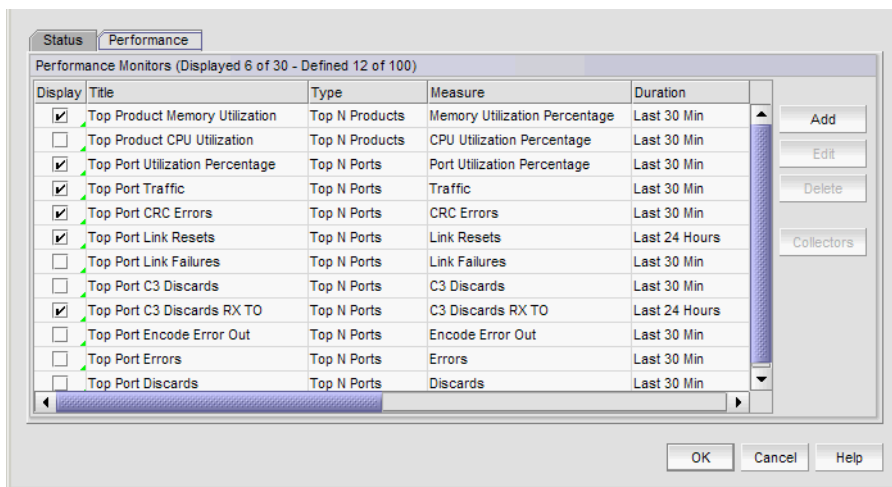 Status Performance
Performance Monitors (Displayed 6 of 30 - Defined 12 of 100)
Display Title Type Measure Duration
Top Product Memory Utilization Top N Products Memory Utilization Percentage Last 30 Min
Top Product CPU Utilization Top N Products CPU Utilization Percentage Last 30 Min
Top Port Utilization Percentage Top N Ports Port Utilization Percentage Last 30 Min
Top Port Traffic Top N Ports Traffic Last 30 Min
Top Port CRC Errors Top N Ports CRC Errors Last 30 Min
Top Port Link Resets Top N Ports Link Resets Last 24 Hours
Top Port Link Failures Top N Ports Link Failures Last 30 Min
Top Port C3 Discards Top N Ports C3 Discards Last 30 Min
Top Port C3 Discards RX TO Top N Ports C3 Discards RX TO Last 24 Hours
Top Port Encode Error Out Top N Ports Encode Error Out Last 30 Min
Top Port Errors Top N Ports Errors Last 30 Min
Top Port Discards Top N Ports Discards Last 30 Min
Add
Edit
Delete
Collectors
OK Cancel Help